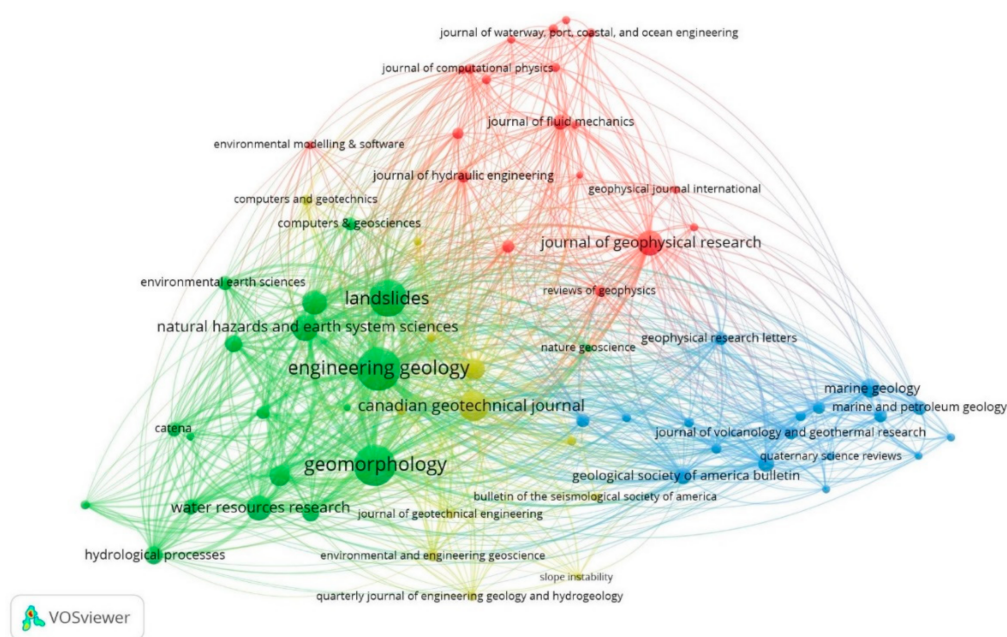 journal of waterway, port, coastal, and ocean engineering
journal of computational physics
journal of fluid mechanics
environmental modelling & software
journal of hydraulic engineering
geophysical journal international
computers and geotechnics
computers & geosciences
journal of geophysical research
environmental earth sciences
reviews of geophysics
landslides
natural hazards and earth system sciences
geophysical research letters
nature geoscience
engineering geology
marine geology
canadian geotechnical journal
marine and petroleum geology
catena
journal of volcanology and geothermal research
quaternary science reviews
geomorphology
geological society of america bulletin
bulletin of the seismological society of america
water resources research
journal of geotechnical engineering
hydrological processes
environmental and engineering geoscience
slope instability
quarterly journal of engineering geology and hydrogeology
VOSviewer